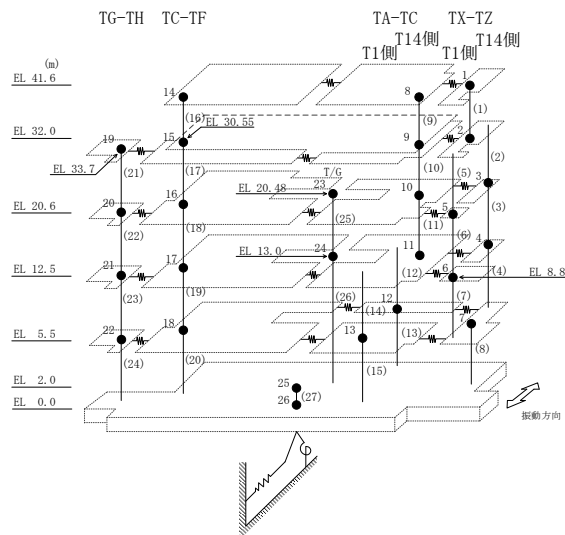 TG-TH TC-TF TA-TC TX-TZ
T14側 T14側
T1側 T1側
(m)
EL 41.6
14 8 1
(16) (9) (1)
EL 30.55
EL 32.0
19 15 9 2
EL 33.7
(21) (17) (10) (2)
T/G
EL 20.48 23 10 (5) 3
(3)
EL 20.6
20 16 (25) (11) 5
(22) (18) (6)
EL 13.0 24 11 4
EL 12.5
21 17 (12) 6 (4) EL 8.8
(23) (19) (26) 12 (7)
(14)
EL 5.5
22 18 13 (13) 7
(24) (20) (15) (8)
EL 2.0
25
EL 0.0
26 (27)
振動方向